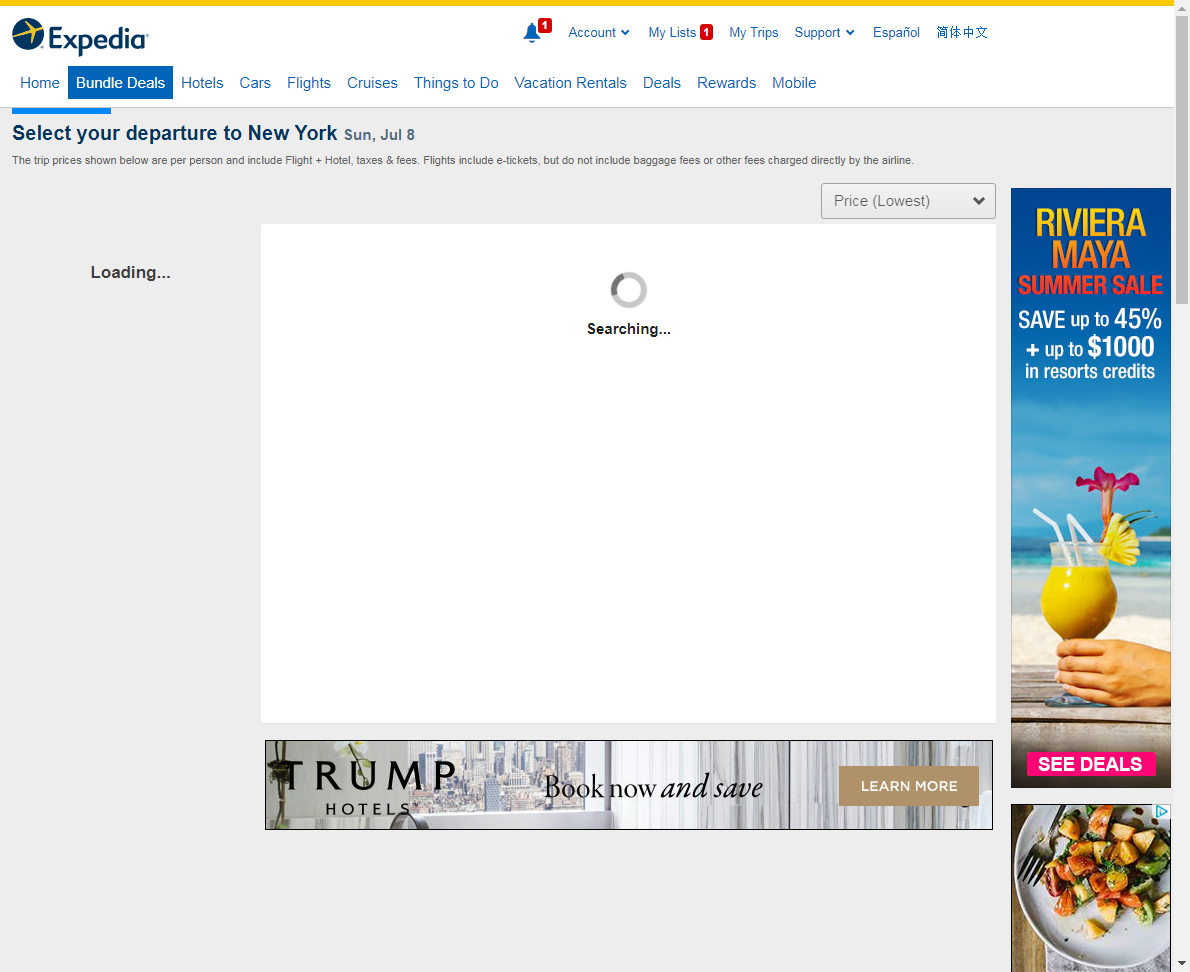 Expedia
1
Account
My Lists 1
My Trips
Support
Español
简体中文
Home
Bundle Deals
Hotels
Cars
Flights
Cruises
Things to Do
Vacation Rentals
Deals
Rewards
Mobile
Select your departure to New York Sun, Jul 8
The trip prices shown below are per person and include Flight + Hotel, taxes & fees. Flights include e-tickets, but do not include baggage fees or other fees charged directly by the airline.
Price (Lowest)
Loading...
Searching...
RIVIERA
MAYA
SUMMER SALE
SAVE up to 45%
+ up to $1000
in resorts credits
SEE DEALS
TRUMP
HOTELS
Book now and save
LEARN MORE